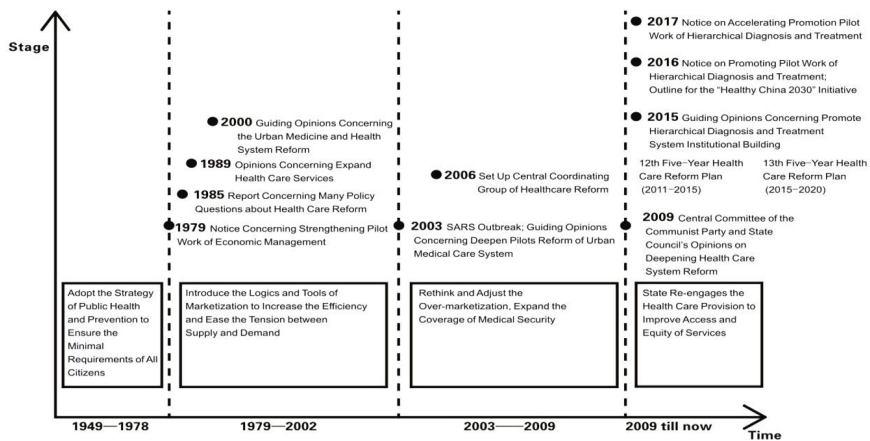 Stage
2017 Notice on Accelerating Promotion Pilot
Work of Hierarchical Diagnosis and Treatment
2016 Notice on Promoting Pilot Work of
Hierarchical Diagnosis and Treatment;
Outline for the “Healthy China 2030” Initiative
2015 Guiding Opinions Concerning Promote
Hierarchical Diagnosis and Treatment
System Institutional Building
12th Five-Year Health
Care Reform Plan
(2011-2015)
13th Five-Year Health
Care Reform Plan
(2015-2020)
2009 Central Committee of the
Communist Party and State
Council's Opinions on
Deepening Health Care
System Reform
2000 Guiding Opinions Concerning
the Urban Medicine and Health
System Reform
1989 Opinions Concerning Expand
Health Care Services
1985 Report Concerning Many Policy
Questions about Health Care Reform
1979 Notice Concerning Strengthening Pilot
Work of Economic Management
2006 Set Up Central Coordinating
Group of Healthcare Reform
2003 SARS Outbreak; Guiding Opinions
Concerning Deepen Pilots Reform of Urban
Medical Care System
Adopt the Strategy
of Public Health
and Prevention to
Ensure the
Minimal
Requirements of All
Citizens
Introduce the Logics and Tools of
Marketization to Increase the Efficiency
and Ease the Tension between
Supply and Demand
Rethink and Adjust the
Over-marketization, Expand the
Coverage of Medical Security
State Re-engages the
Health Care Provision to
Improve Access and
Equity of Services
1949—1978
1979—2002
2003——2009
2009 till now
Time